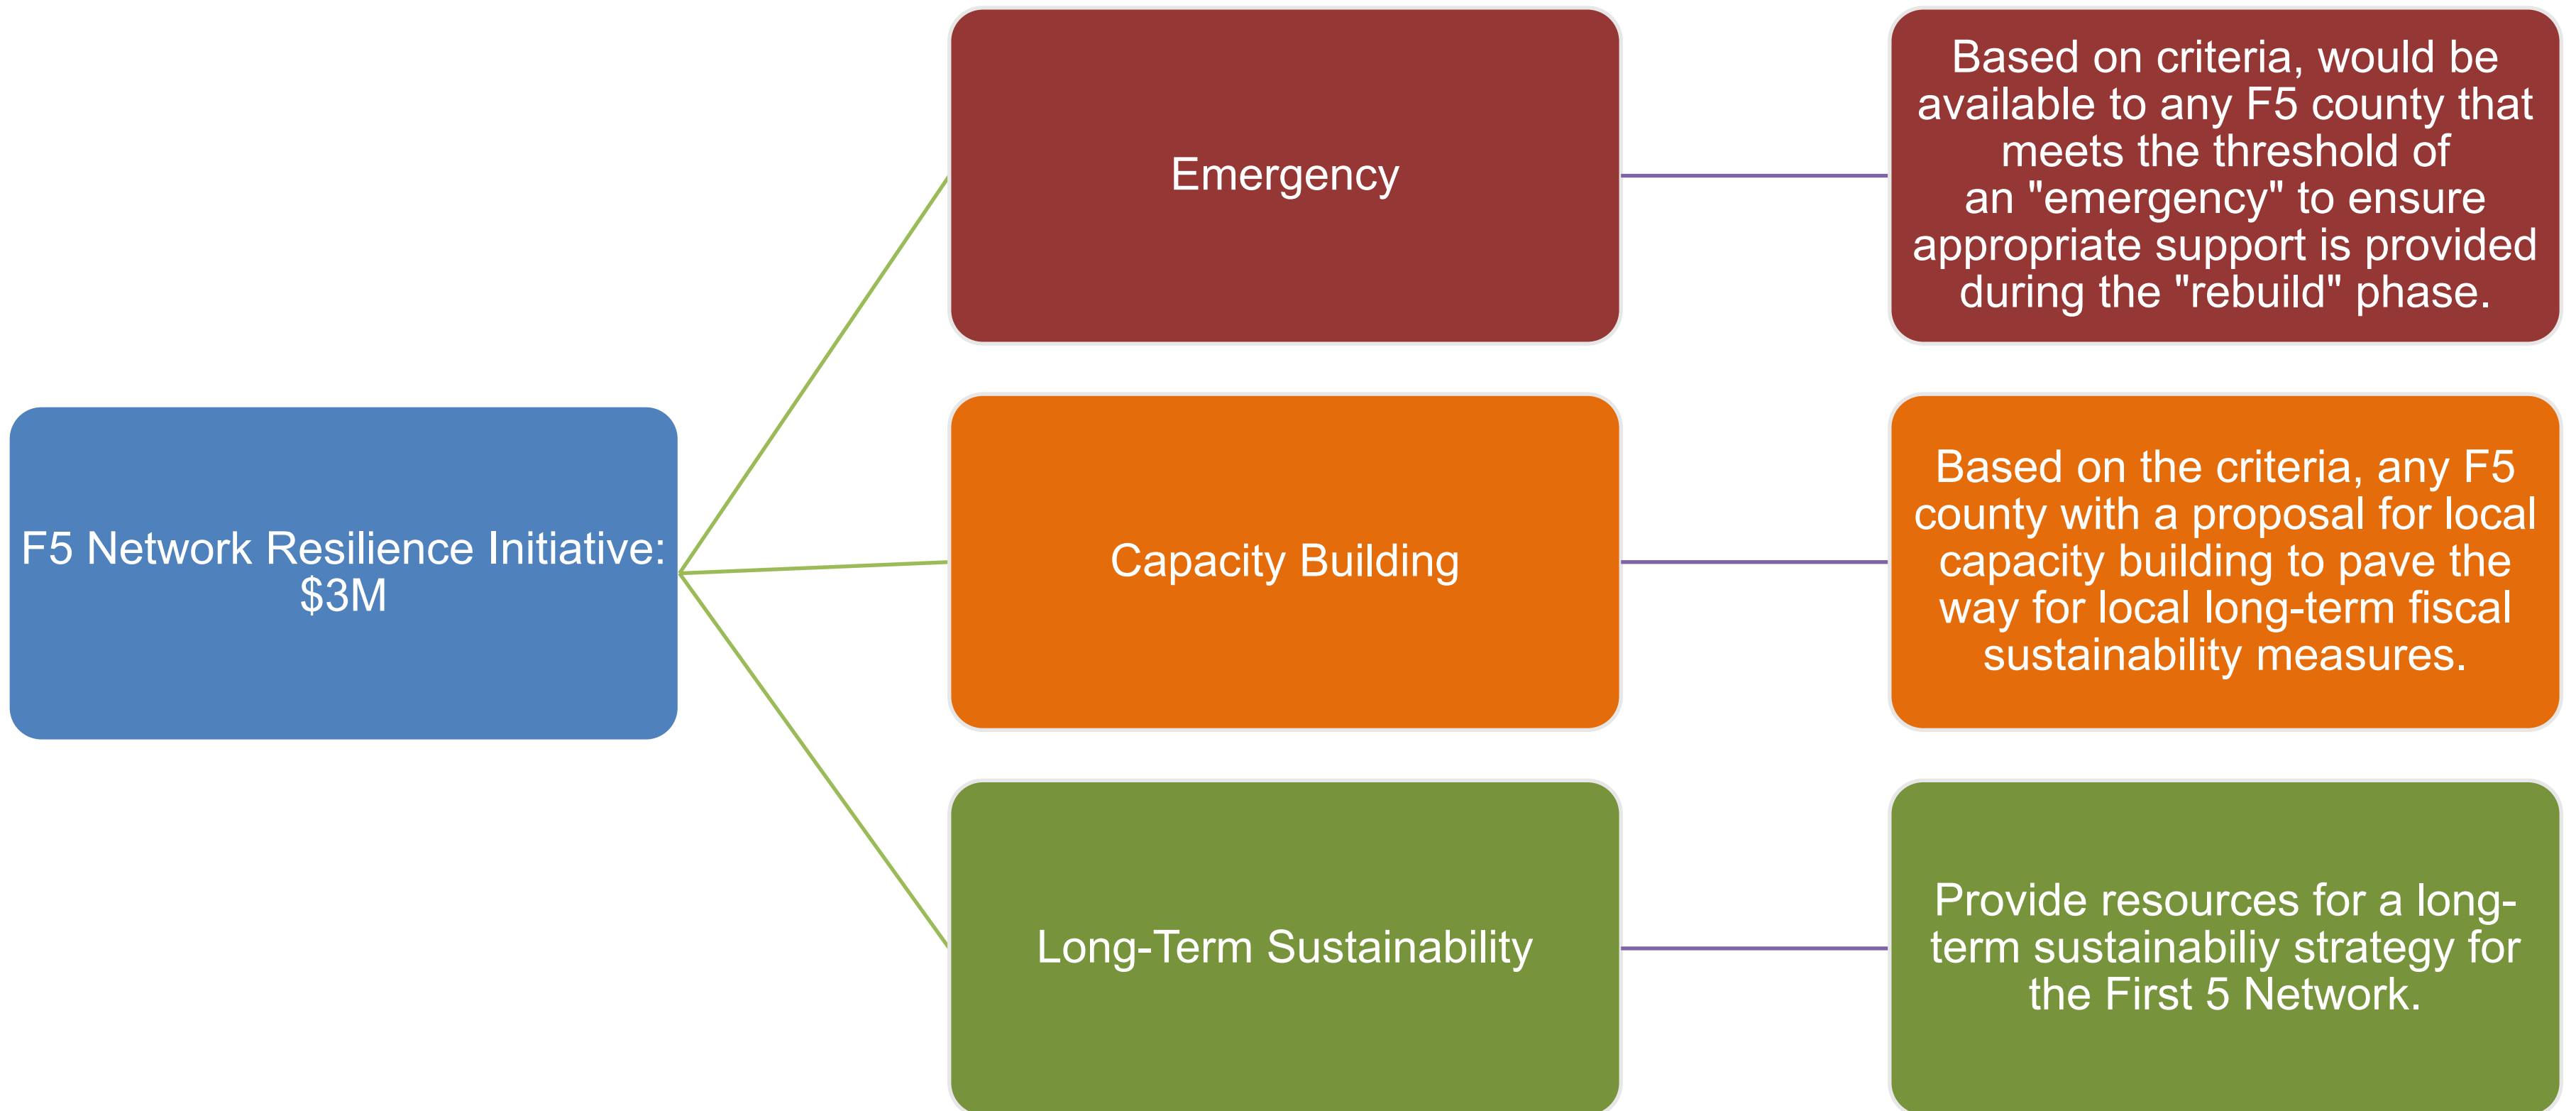 F5 Network Resilience Initiative:
$3M
Emergency
Based on criteria, would be
available to any F5 county that
meets the threshold of
an "emergency" to ensure
appropriate support is provided
during the "rebuild" phase.
Capacity Building
Based on the criteria, any F5
county with a proposal for local
capacity building to pave the
way for local long-term fiscal
sustainability measures.
Long-Term Sustainability
Provide resources for a long-
term sustainabiliy strategy for
the First 5 Network.